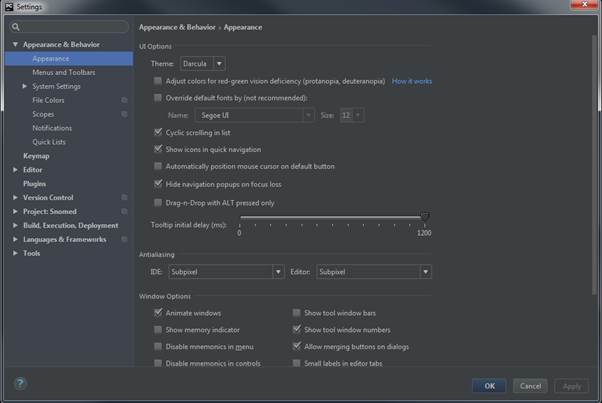 PC Settings
Appearance & Behavior
Appearance
Menus and Toolbars
System Settings
File Colors
Scopes
Notifications
Quick Lists
Keymap
Editor
Plugins
Version Control
Project: Snomed
Build, Execution, Deployment
Languages & Frameworks
Tools
?
Appearance & Behavior › Appearance
UI Options
Theme: Darcula
Adjust colors for red-green vision deficiency (protanopia, deuteranopia) How it works
Override default fonts by (not recommended):
Name: Segoe UI Size: 12
Cyclic scrolling in list
Show icons in quick navigation
Automatically position mouse cursor on default button
Hide navigation popups on focus loss
Drag-n-Drop with ALT pressed only
Tooltip initial delay (ms):
0 1200
Antialiasing
IDE: Subpixel Editor: Subpixel
Window Options
Animate windows Show tool window bars
Show memory indicator Show tool window numbers
Disable mnemonics in menu Allow merging buttons on dialogs
Disable mnemonics in controls Small labels in editor tabs
OK Cancel Apply